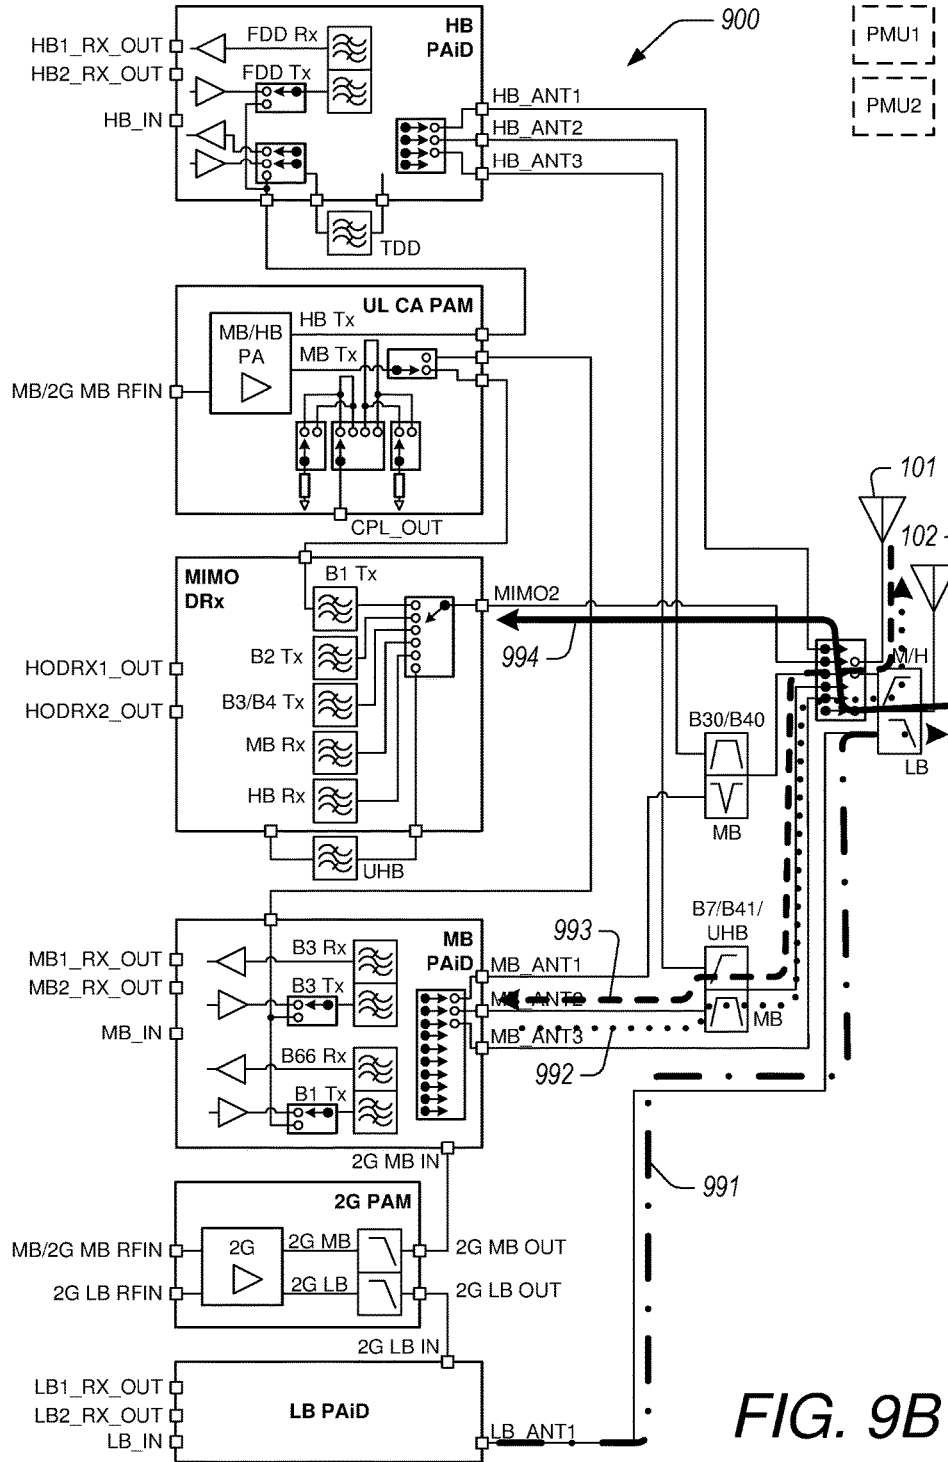 HB
PAiD
900
PMU1
PMU2
HB1_RX_OUT
HB2_RX_OUT
HB_IN
FDD Rx
FDD Tx
HB_ANT1
HB_ANT2
HB_ANT3
TDD
UL CA PAM
HB Tx
MB/HB
PA
MB Tx
MB/2G MB RFIN
CPL_OUT
101
102
MIMO
DRx
B1 Tx
MIMO2
994
B2 Tx
HODRX1_OUT
HODRX2_OUT
B3/B4 Tx
MB Rx
HB Rx
UHB
M/H
LB
B30/B40
MB
B7/B41/
UHB
MB
MB
PAiD
993
MB1_RX_OUT
MB2_RX_OUT
MB_IN
B3 Rx
B3 Tx
B66 Rx
B1 Tx
MB_ANT1
MB_ANT2
MB_ANT3
992
2G MB IN
991
2G PAM
MB/2G MB RFIN
2G LB RFIN
2G
2G MB
2G LB
2G MB OUT
2G LB OUT
2G LB IN
LB1_RX_OUT
LB2_RX_OUT
LB_IN
LB PAiD
LB_ANT1
FIG. 9B